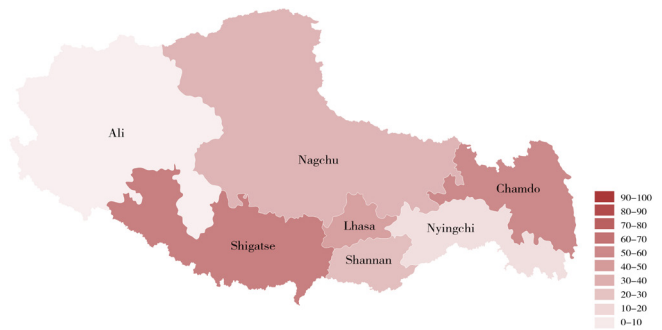 Ali
Nagchu
Chamdo
Lhasa
Nyingchi
Shigatse
Shannan
90–100
80–90
70–80
60–70
50–60
40–50
30–40
20–30
10–20
0–10